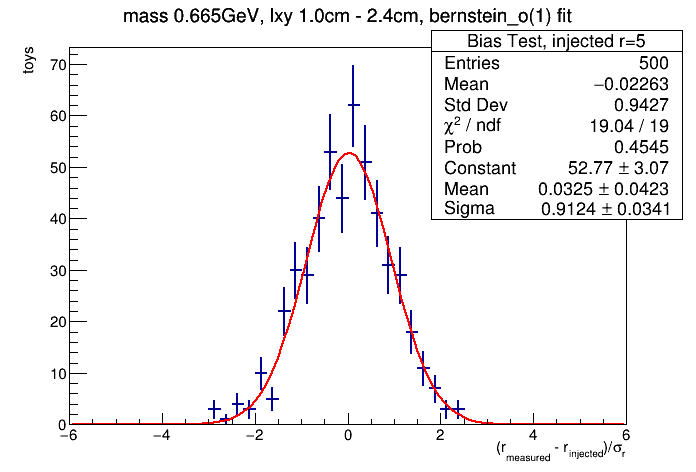 mass 0.665GeV, lxy 1.0cm - 2.4cm, bernstein_o(1) fit
toys
Bias Test, injected r=5
Entries 500
Mean −0.02263
Std Dev 0.9427
χ² / ndf 19.04 / 19
Prob 0.4545
Constant 52.77 ± 3.07
Mean 0.0325 ± 0.0423
Sigma 0.9124 ± 0.0341
70
60
50
40
30
20
10
0
−6 −4 −2 0 2 4 6
(r_measured - r_injected)/σ_r